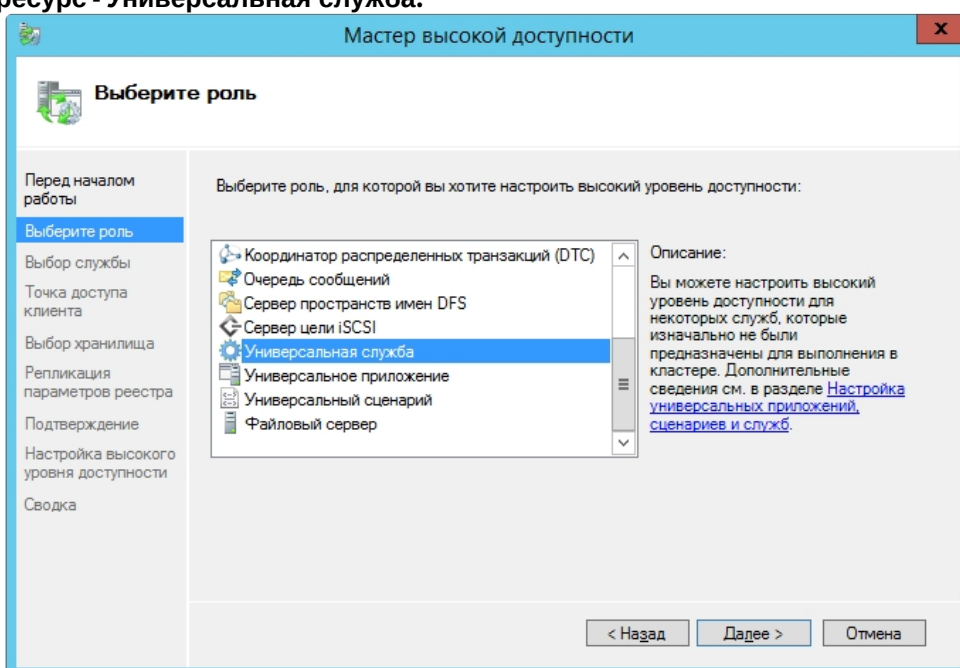 ресурс - Универсальная служба.
Мастер высокой доступности
x
Выберите роль
Перед началом
работы
Выберите роль
Выбор службы
Точка доступа
клиента
Выбор хранилища
Репликация
параметров реестра
Подтверждение
Настройка высокого
уровня доступности
Сводка
Выберите роль, для которой вы хотите настроить высокий уровень доступности:
Координатор распределенных транзакций (DTC)
Очередь сообщений
Сервер пространств имен DFS
Сервер цели iSCSI
Универсальная служба
Универсальное приложение
Универсальный сценарий
Файловый сервер
Описание:
Вы можете настроить высокий
уровень доступности для
некоторых служб, которые
изначально не были
предназначены для выполнения в
кластере. Дополнительные
сведения см. в разделе Настройка
универсальных приложений,
сценариев и служб.
< Назад
Далее >
Отмена